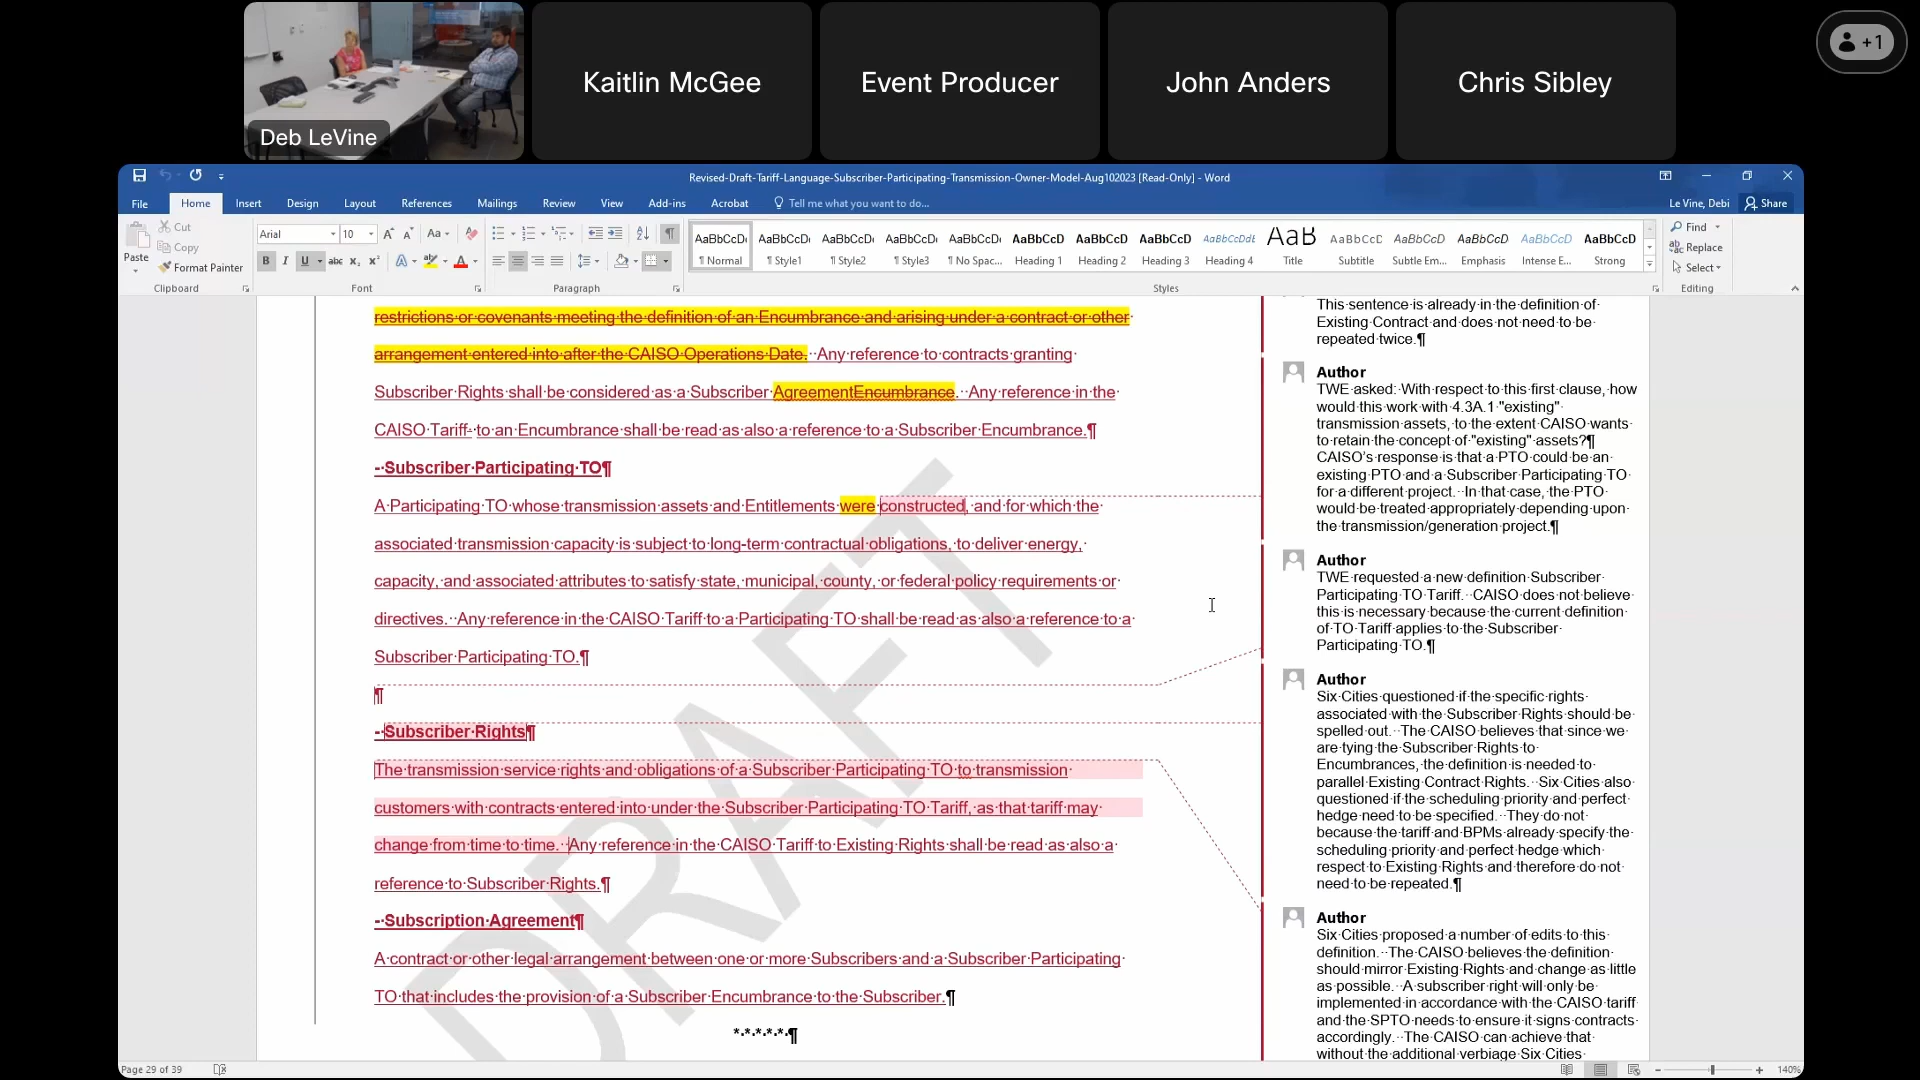 Deb LeVine
Kaitlin McGee
Event Producer
John Anders
Chris Sibley
+1
Revised-Draft-Tariff-Language-Subscriber-Participating-Transmission-Owner-Model-Aug102023 [Read-Only] - Word
File Home Insert Design Layout References Mailings Review View Add-ins Acrobat Tell me what you want to do... Le Vine, Debi Share
Paste
Cut
Copy
Format Painter
Clipboard
Arial 10
Font
Paragraph
AaBbCcDc AaBbCcDc AaBbCcDc AaBbCcDc AaBbCcDc AaBbCcD AaBbCcD AaBbCcD AaBbCcDdE AaB AaBbCcC AaBbCcD AaBbCcD AaBbCcD AaBbCcD
¶ Normal ¶ Style1 ¶ Style2 ¶ Style3 ¶ No Spac... Heading 1 Heading 2 Heading 3 Heading 4 Title Subtitle Subtle Em... Emphasis Intense E... Strong
Styles
Find
Replace
Select
Editing
restrictions or covenants meeting the definition of an Encumbrance and arising under a contract or other
arrangement entered into after the CAISO Operations Date. Any reference to contracts granting
Subscriber Rights shall be considered as a Subscriber AgreementEncumbrance. Any reference in the
CAISO Tariff- to an Encumbrance shall be read as also a reference to a Subscriber Encumbrance.¶
- Subscriber Participating TO¶
A Participating TO whose transmission assets and Entitlements were constructed, and for which the
associated transmission capacity is subject to long-term contractual obligations, to deliver energy,
capacity, and associated attributes to satisfy state, municipal, county, or federal policy requirements or
directives. Any reference in the CAISO Tariff to a Participating TO shall be read as also a reference to a
Subscriber Participating TO.¶
¶
- Subscriber Rights¶
The transmission service rights and obligations of a Subscriber Participating TO to transmission
customers with contracts entered into under the Subscriber Participating TO Tariff, as that tariff may
change from time to time. Any reference in the CAISO Tariff to Existing Rights shall be read as also a
reference to Subscriber Rights.¶
- Subscription Agreement¶
A contract or other legal arrangement between one or more Subscribers and a Subscriber Participating
TO that includes the provision of a Subscriber Encumbrance to the Subscriber.¶
* * * * * ¶
DRAFT
This sentence is already in the definition of
Existing Contract and does not need to be
repeated twice.¶
Author
TWE asked: With respect to this first clause, how
would this work with 4.3A.1 "existing"
transmission assets, to the extent CAISO wants
to retain the concept of "existing" assets?¶
CAISO's response is that a PTO could be an
existing PTO and a Subscriber Participating TO
for a different project. In that case, the PTO
would be treated appropriately depending upon
the transmission/generation project.¶
Author
TWE requested a new definition Subscriber
Participating TO Tariff. CAISO does not believe
this is necessary because the current definition
of TO Tariff applies to the Subscriber
Participating TO.¶
Author
Six Cities questioned if the specific rights
associated with the Subscriber Rights should be
spelled out. The CAISO believes that since we
are tying the Subscriber Rights to
Encumbrances, the definition is needed to
parallel Existing Contract Rights. Six Cities also
questioned if the scheduling priority and perfect
hedge need to be specified. They do not
because the tariff and BPMs already specify the
scheduling priority and perfect hedge which
respect to Existing Rights and therefore do not
need to be repeated.¶
Author
Six Cities proposed a number of edits to this
definition. The CAISO believes the definition
should mirror Existing Rights and change as little
as possible. A subscriber right will only be
implemented in accordance with the CAISO tariff
and the SPTO needs to ensure it signs contracts
accordingly. The CAISO can achieve that
without the additional verbiage Six Cities
Page 29 of 39
140%